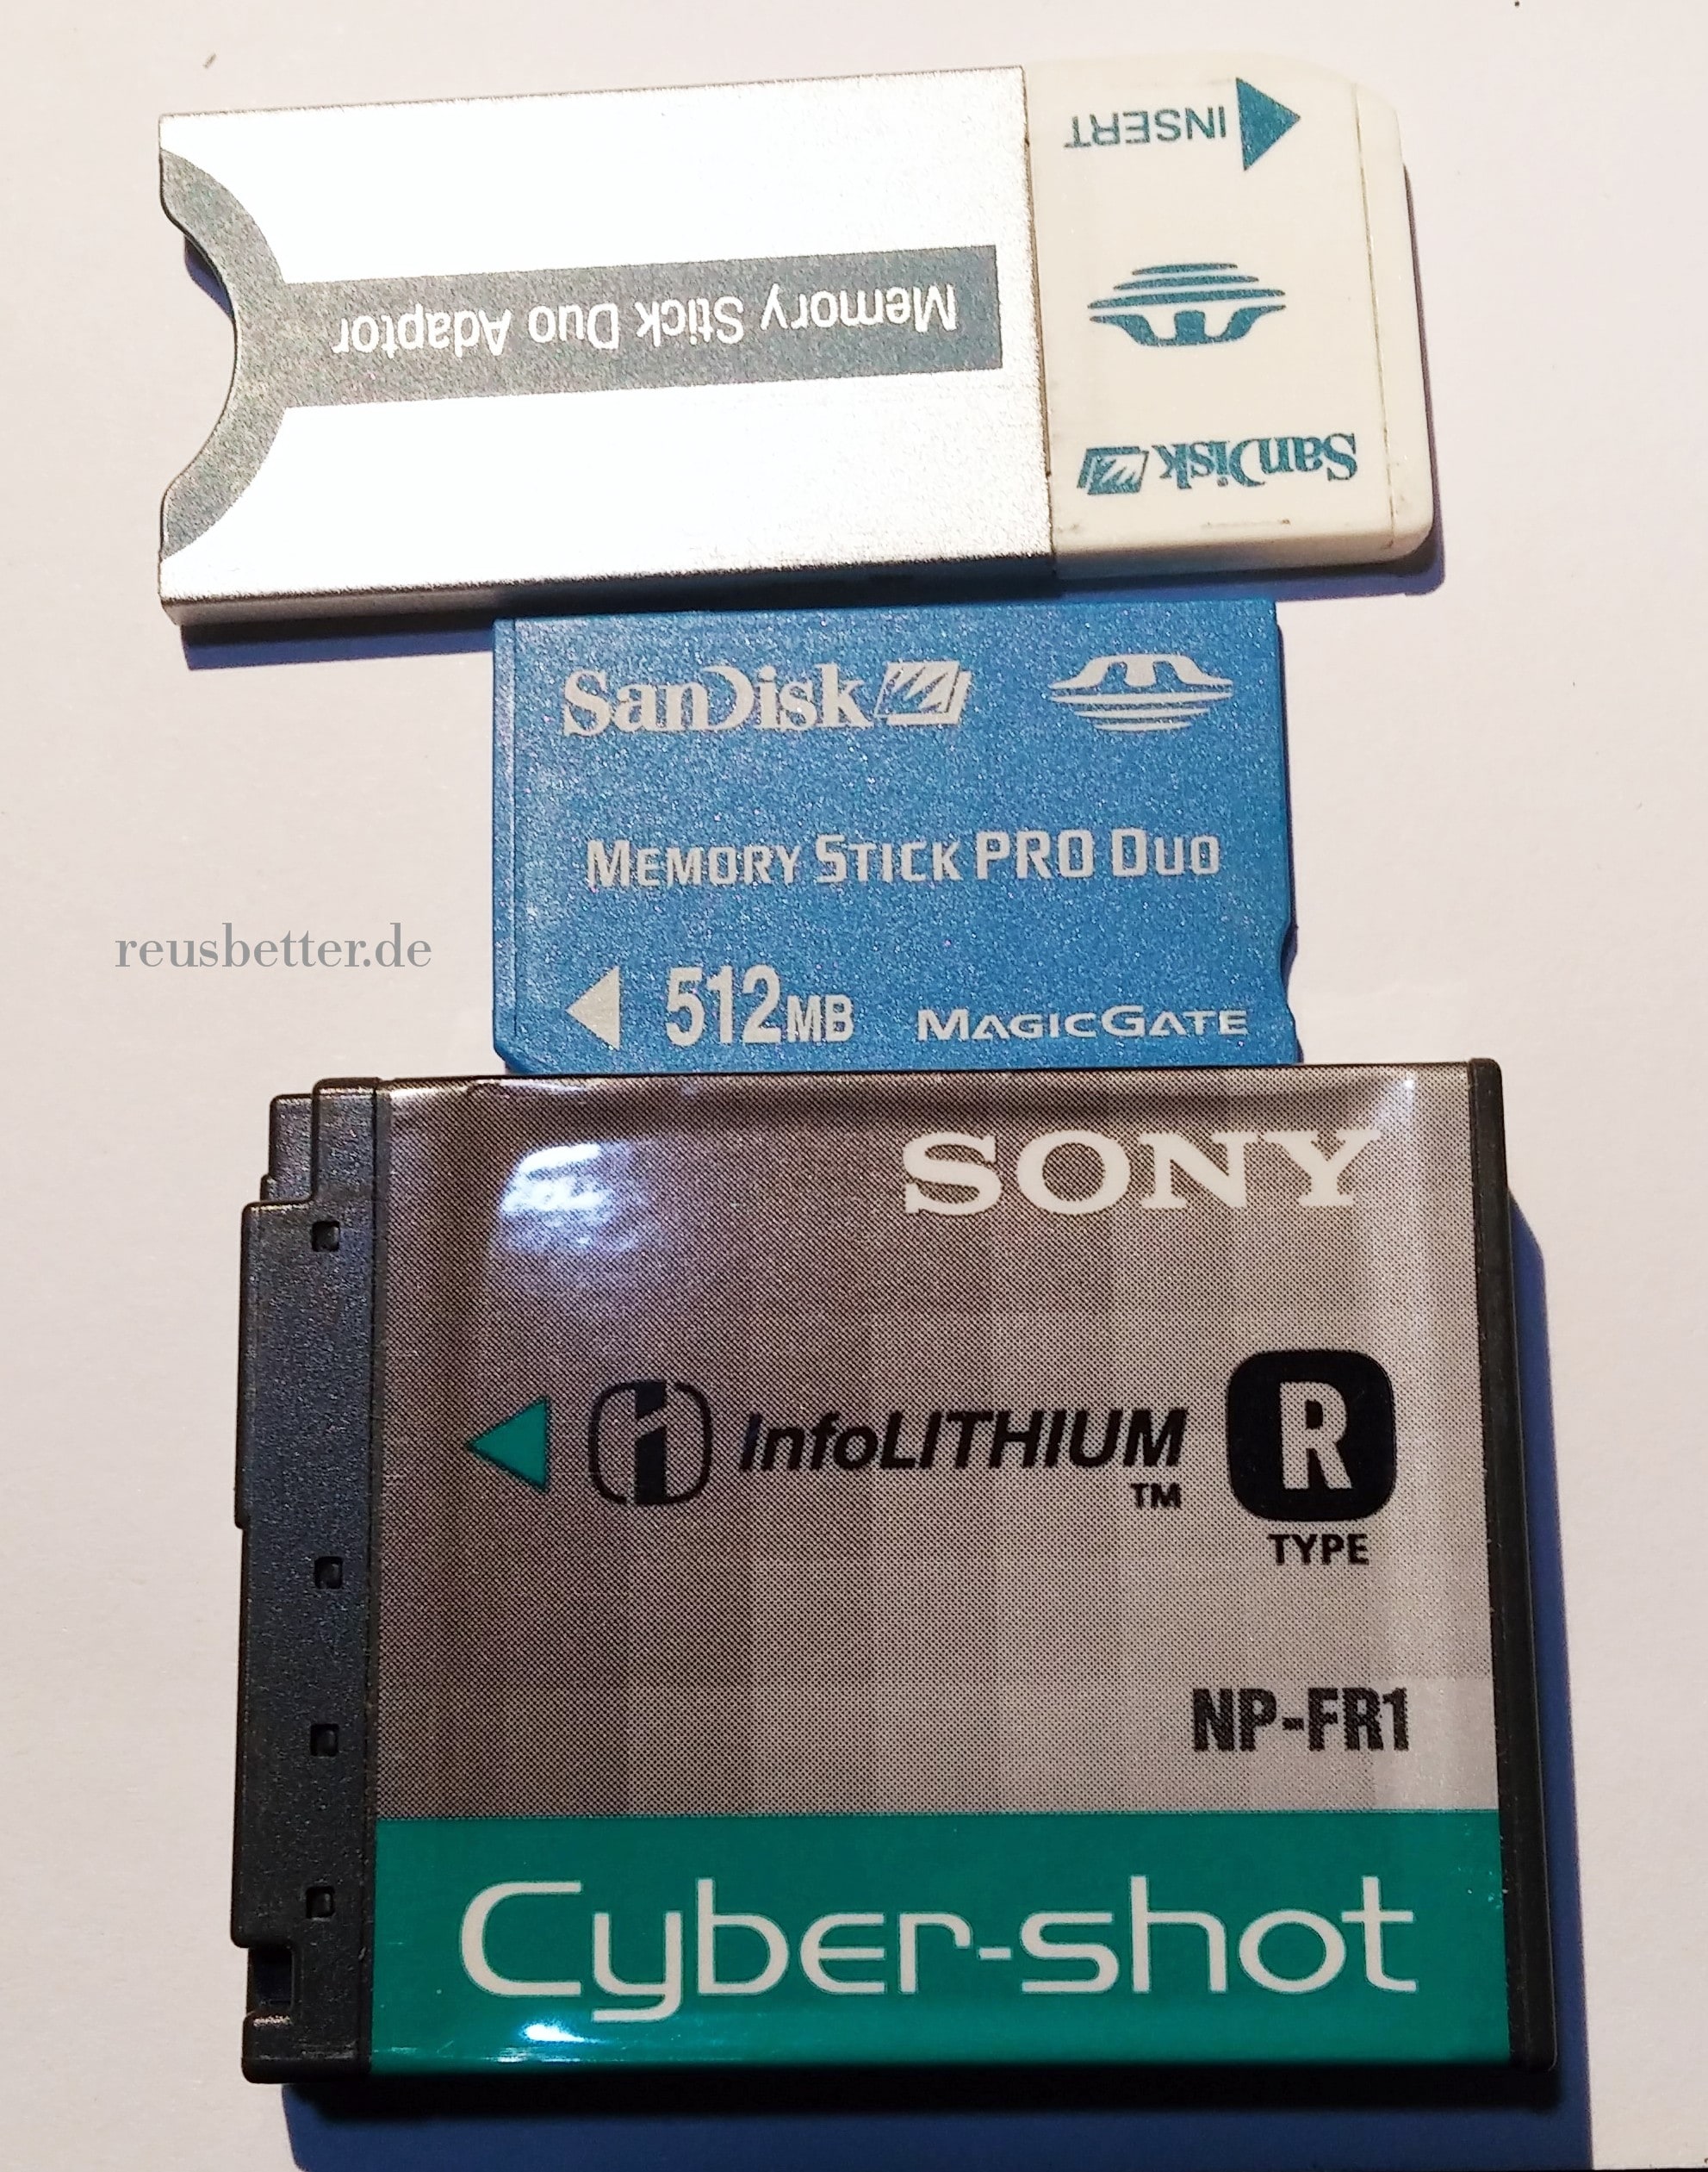 INSERT
Memory Stick Duo Adaptor
SanDisk
SanDisk
MEMORY STICK PRO DUO
reusbetter.de
512MB MAGICGATE
SONY
InfoLITHIUM
TM
R
TYPE
NP-FR1
Cyber-shot